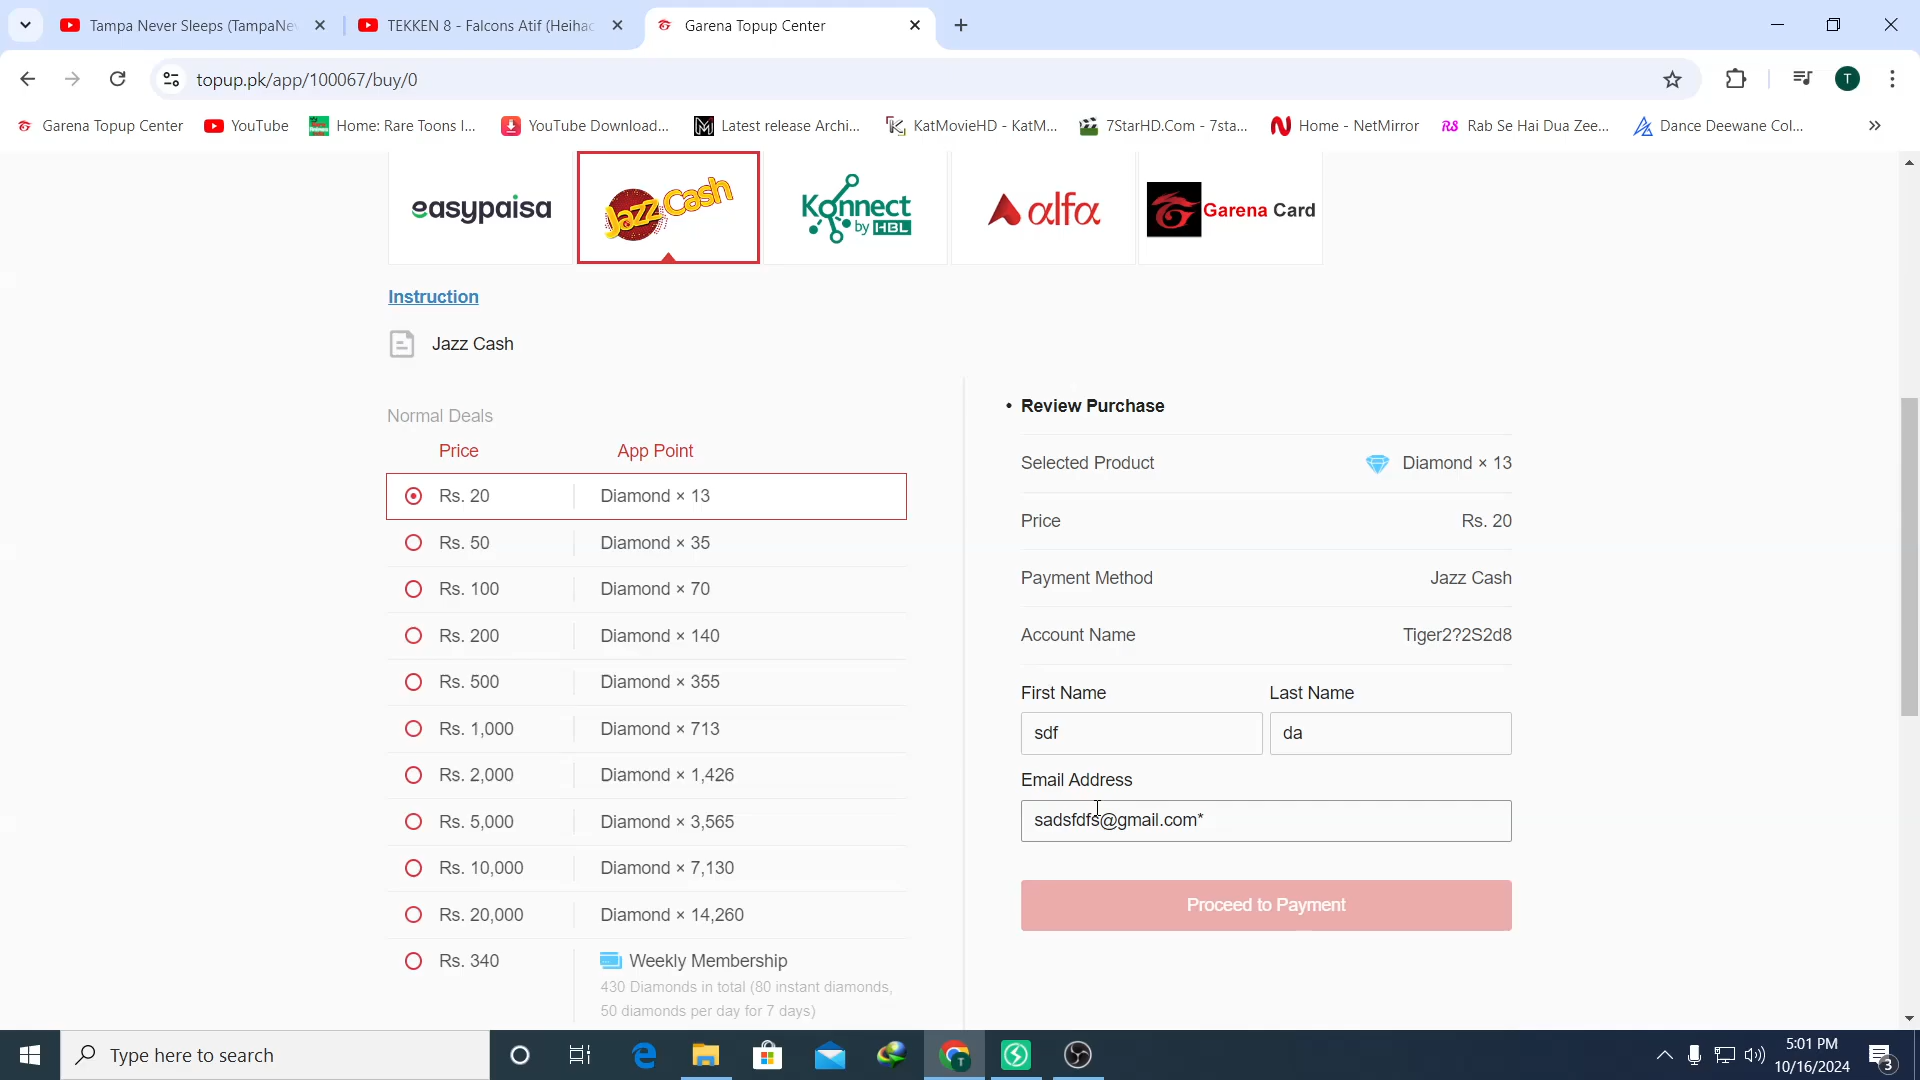 Tampa Never Sleeps (TampaNe
TEKKEN 8 - Falcons Atif (Heihac
Garena Topup Center
topup.pk/app/100067/buy/0
T
Garena Topup Center
YouTube
Home: Rare Toons I...
YouTube Download...
Latest release Archi...
KatMovieHD - KatM...
7StarHD.Com - 7sta...
Home - NetMirror
RS Rab Se Hai Dua Zee...
Dance Deewane Col...
easypaisa
Jazz Cash
Konnect
by HBL
alfa
Garena Card
Instruction
Jazz Cash
Normal Deals
Price App Point
Rs. 20 Diamond × 13
Rs. 50 Diamond × 35
Rs. 100 Diamond × 70
Rs. 200 Diamond × 140
Rs. 500 Diamond × 355
Rs. 1,000 Diamond × 713
Rs. 2,000 Diamond × 1,426
Rs. 5,000 Diamond × 3,565
Rs. 10,000 Diamond × 7,130
Rs. 20,000 Diamond × 14,260
Rs. 340 Weekly Membership
430 Diamonds in total (80 instant diamonds,
50 diamonds per day for 7 days)
• Review Purchase
Selected Product Diamond × 13
Price Rs. 20
Payment Method Jazz Cash
Account Name Tiger2?2S2d8
First Name Last Name
sdf da
Email Address
sadsfdfs@gmail.com*
Proceed to Payment
Type here to search
T
5:01 PM
10/16/2024
3